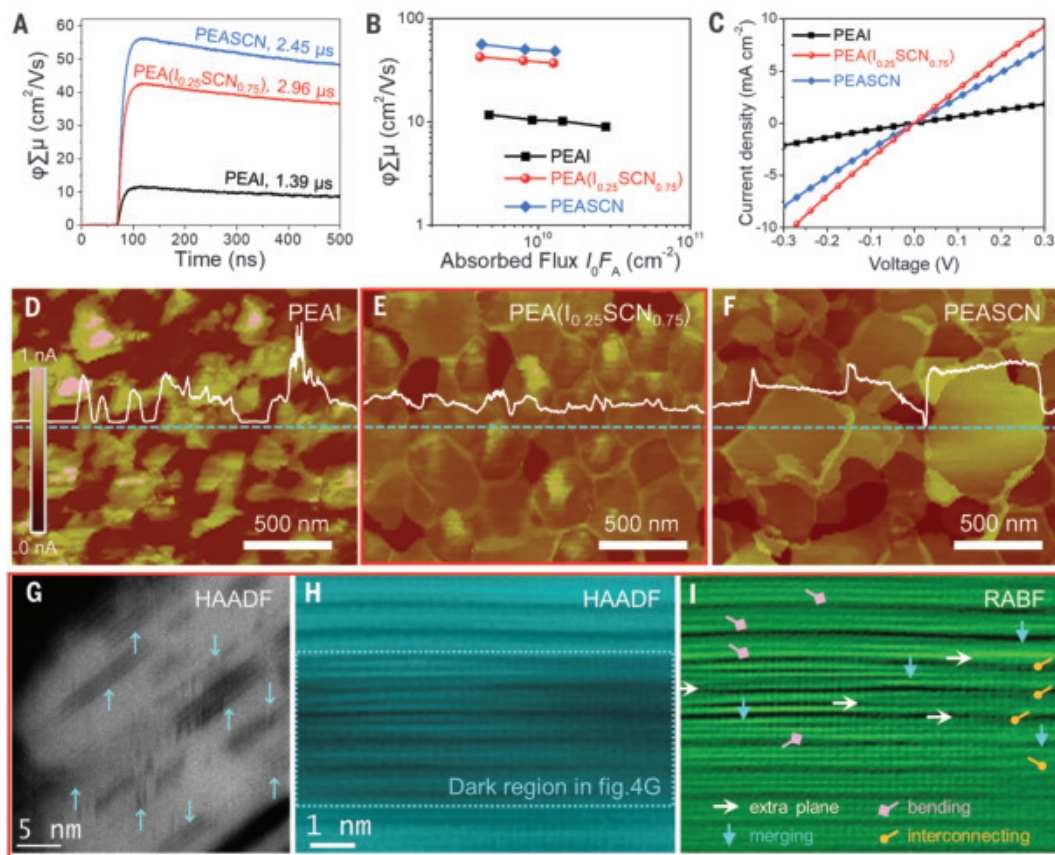 A
φΣμ (cm²/Vs)
60
50
40
30
20
10
0
PEASCN, 2.45 μs
PEA(I₀.₂₅SCN₀.₇₅), 2.96 μs
PEAI, 1.39 μs
0 100 200 300 400 500
Time (ns)
B
φΣμ (cm²/Vs)
100
10
1
PEAI
PEA(I₀.₂₅SCN₀.₇₅)
PEASCN
10¹⁰ 10¹¹
Absorbed Flux I₀F_A (cm⁻²)
C
Current density (mA cm⁻²)
10
5
0
-5
-10
PEAI
PEA(I₀.₂₅SCN₀.₇₅)
PEASCN
-0.3 -0.2 -0.1 0.0 0.1 0.2 0.3
Voltage (V)
D
PEAI
1 nA
0 nA
500 nm
E
PEA(I₀.₂₅SCN₀.₇₅)
500 nm
F
PEASCN
500 nm
G
HAADF
5 nm
H
HAADF
Dark region in fig.4G
1 nm
I
RABF
extra plane
bending
merging
interconnecting